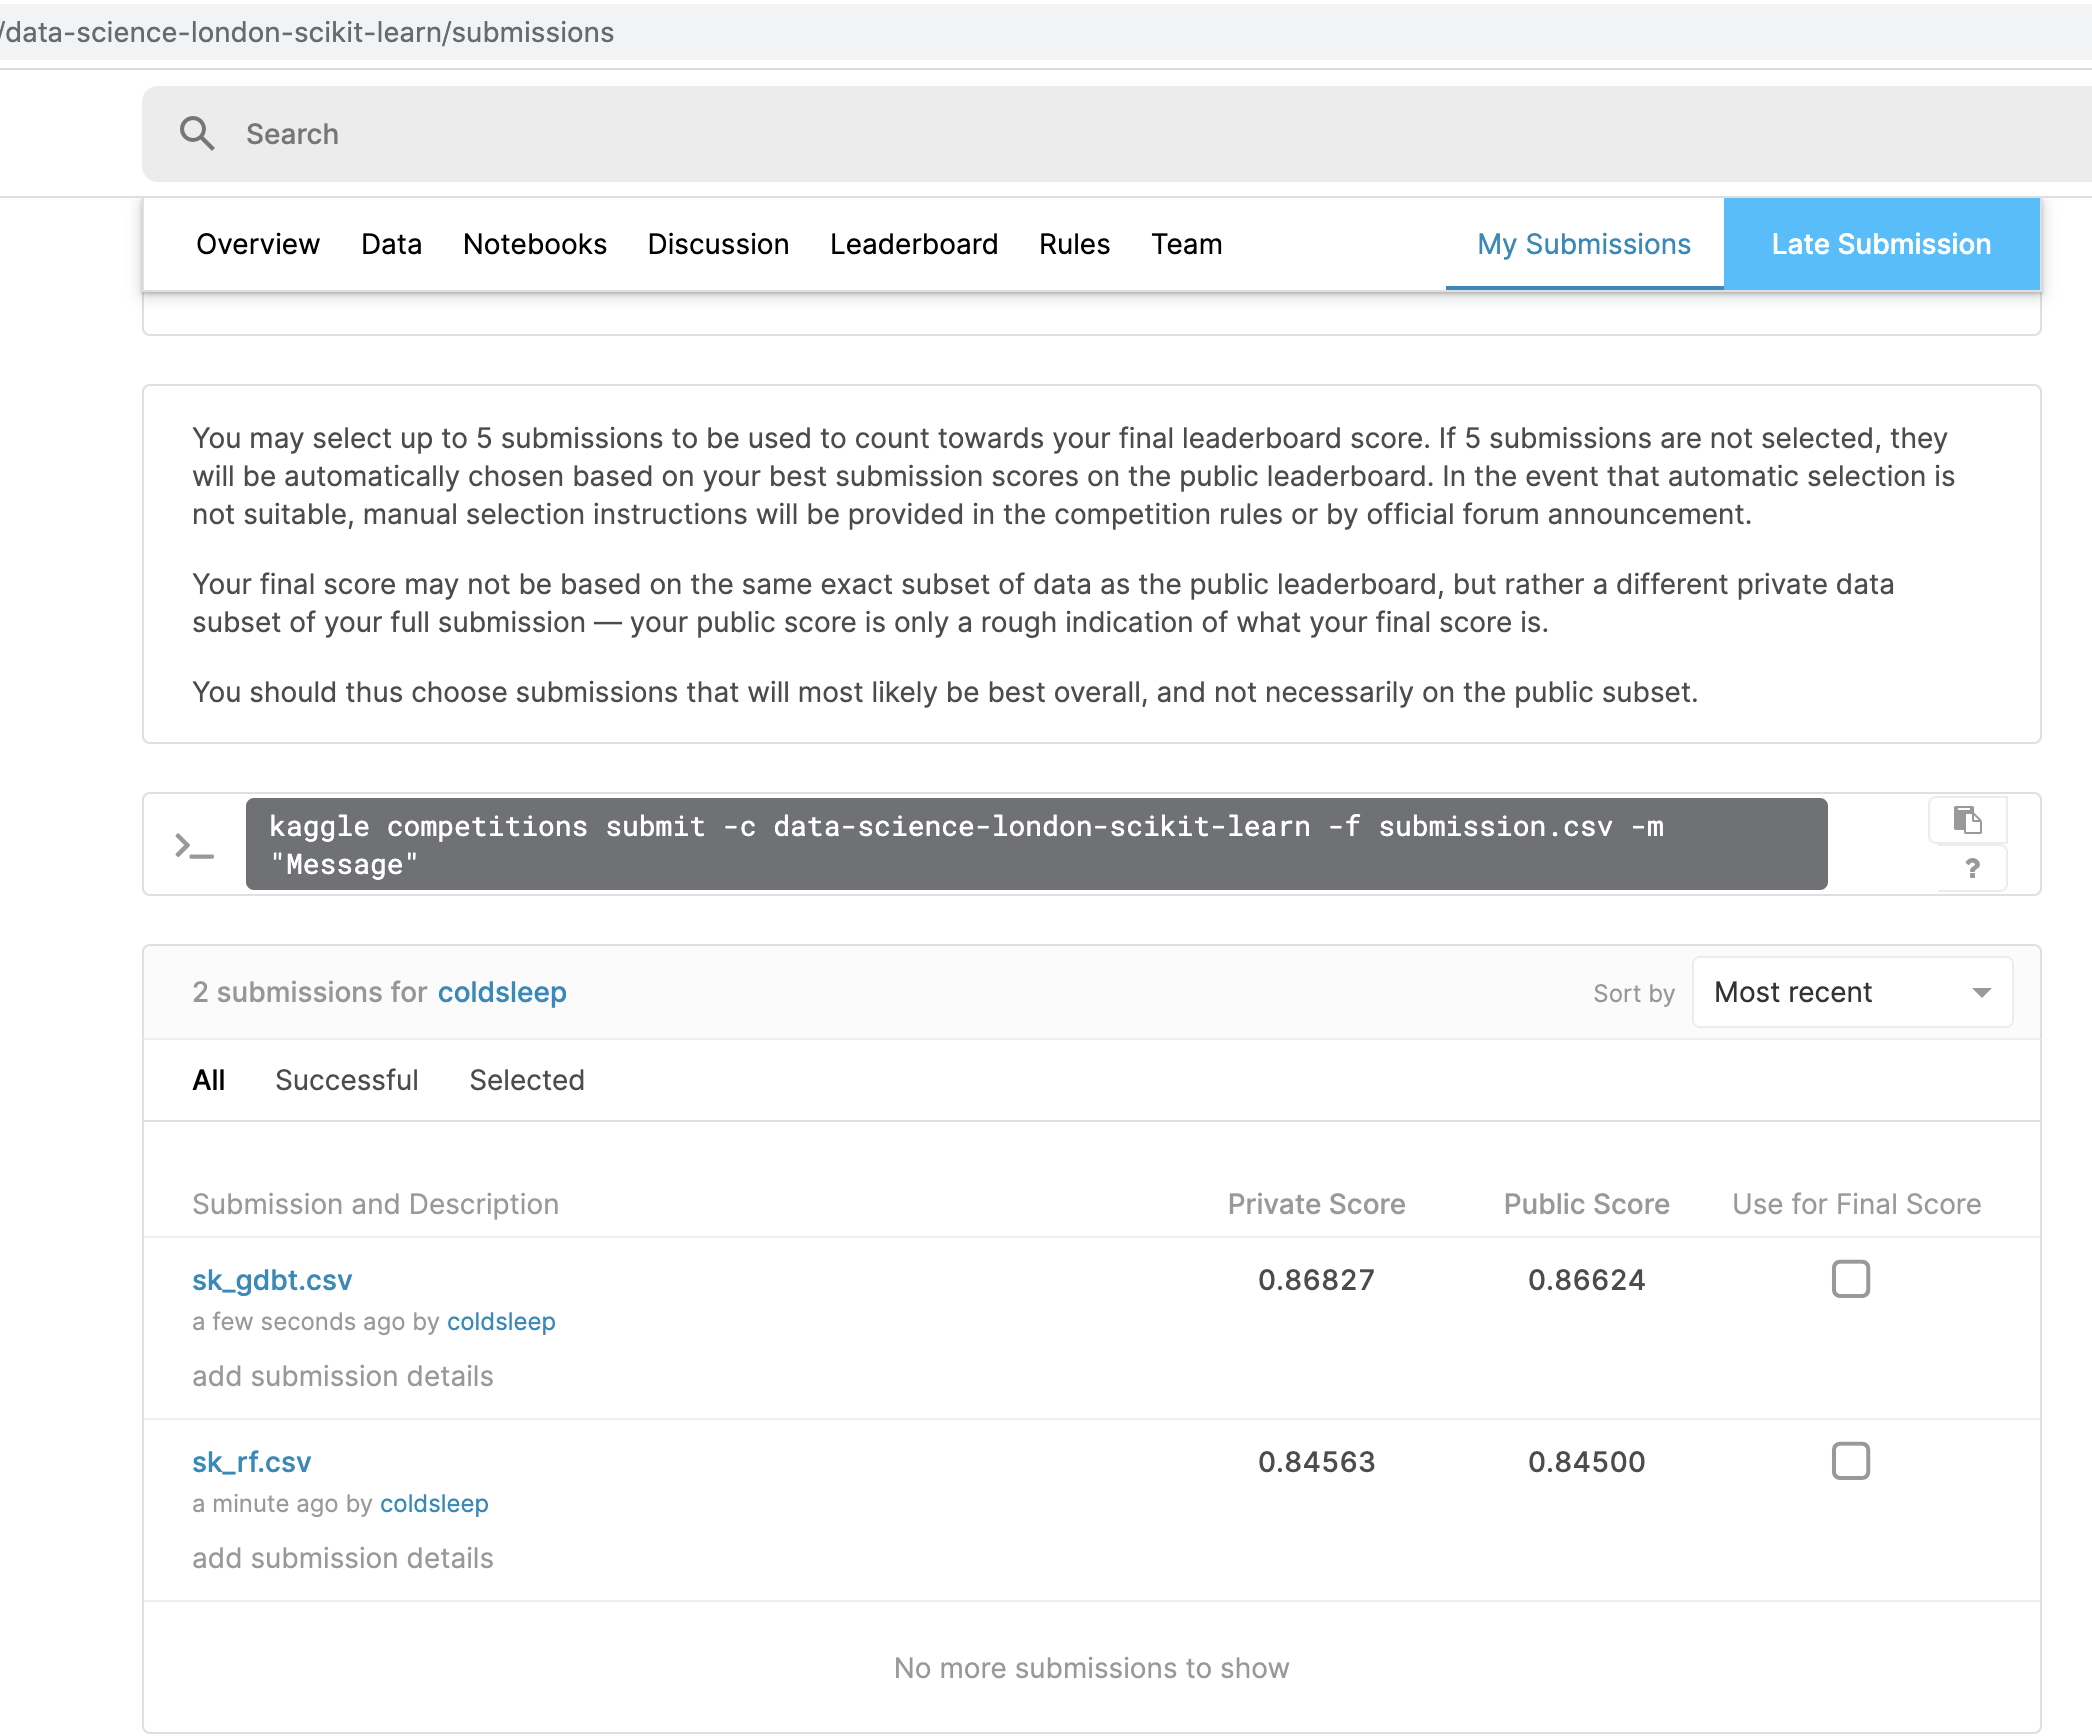 /data-science-london-scikit-learn/submissions
Search
Overview Data Notebooks Discussion Leaderboard Rules Team My Submissions Late Submission
You may select up to 5 submissions to be used to count towards your final leaderboard score. If 5 submissions are not selected, they
will be automatically chosen based on your best submission scores on the public leaderboard. In the event that automatic selection is
not suitable, manual selection instructions will be provided in the competition rules or by official forum announcement.
Your final score may not be based on the same exact subset of data as the public leaderboard, but rather a different private data
subset of your full submission — your public score is only a rough indication of what your final score is.
You should thus choose submissions that will most likely be best overall, and not necessarily on the public subset.
>_ kaggle competitions submit -c data-science-london-scikit-learn -f submission.csv -m
"Message"
?
2 submissions for coldsleep Sort by Most recent
All Successful Selected
Submission and Description Private Score Public Score Use for Final Score
sk_gdbt.csv 0.86827 0.86624
a few seconds ago by coldsleep
add submission details
sk_rf.csv 0.84563 0.84500
a minute ago by coldsleep
add submission details
No more submissions to show